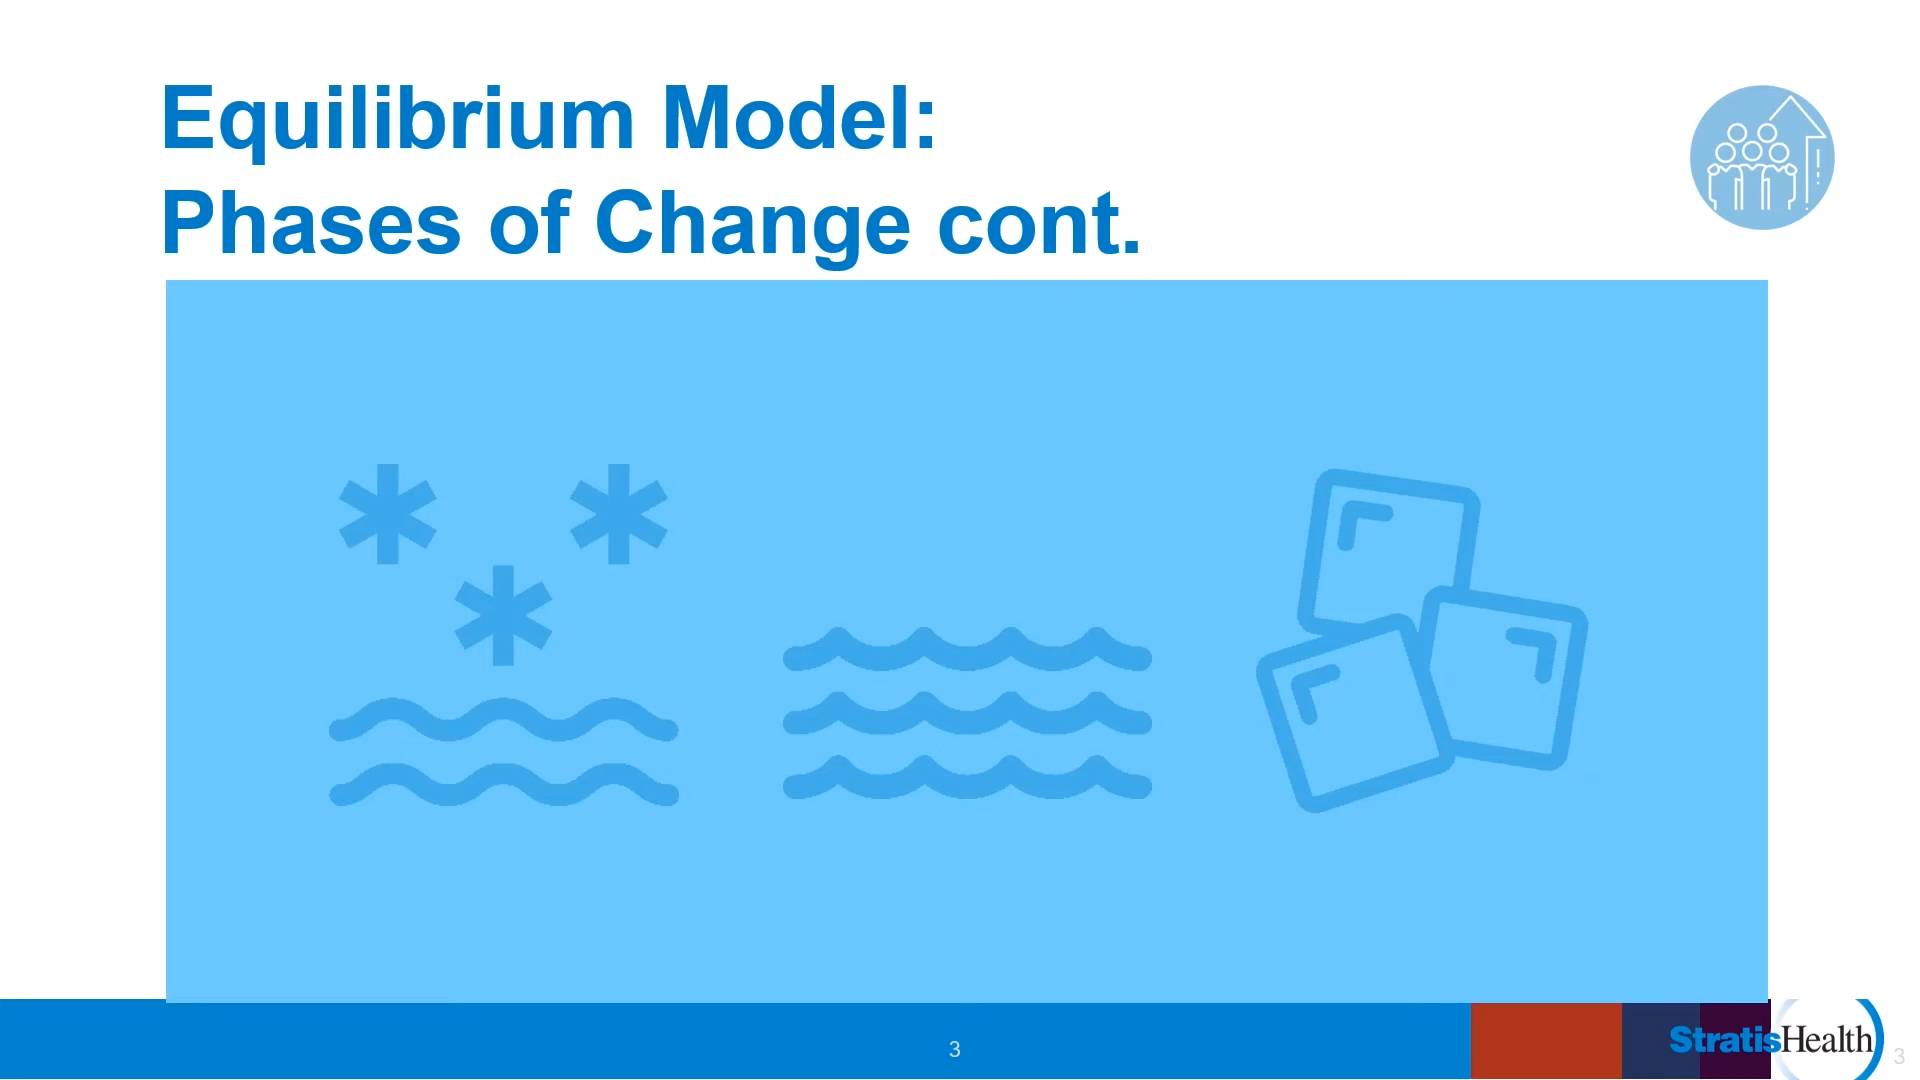 Equilibrium Model:
Phases of Change cont.
3
StratisHealth
3